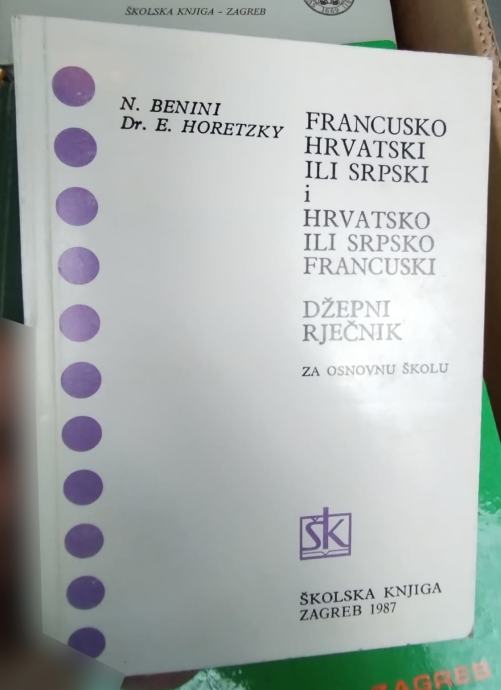 ŠKOLSKA KNJIGA - ZAGREB
N. BENINI
Dr. E. HORETZKY
FRANCUSKO
HRVATSKI
ILI SRPSKI
i
HRVATSKO
ILI SRPSKO
FRANCUSKI
DŽEPNI
RJEČNIK
ZA OSNOVNU ŠKOLU
ŠK
ŠKOLSKA KNJIGA
ZAGREB 1987
ZAGREB